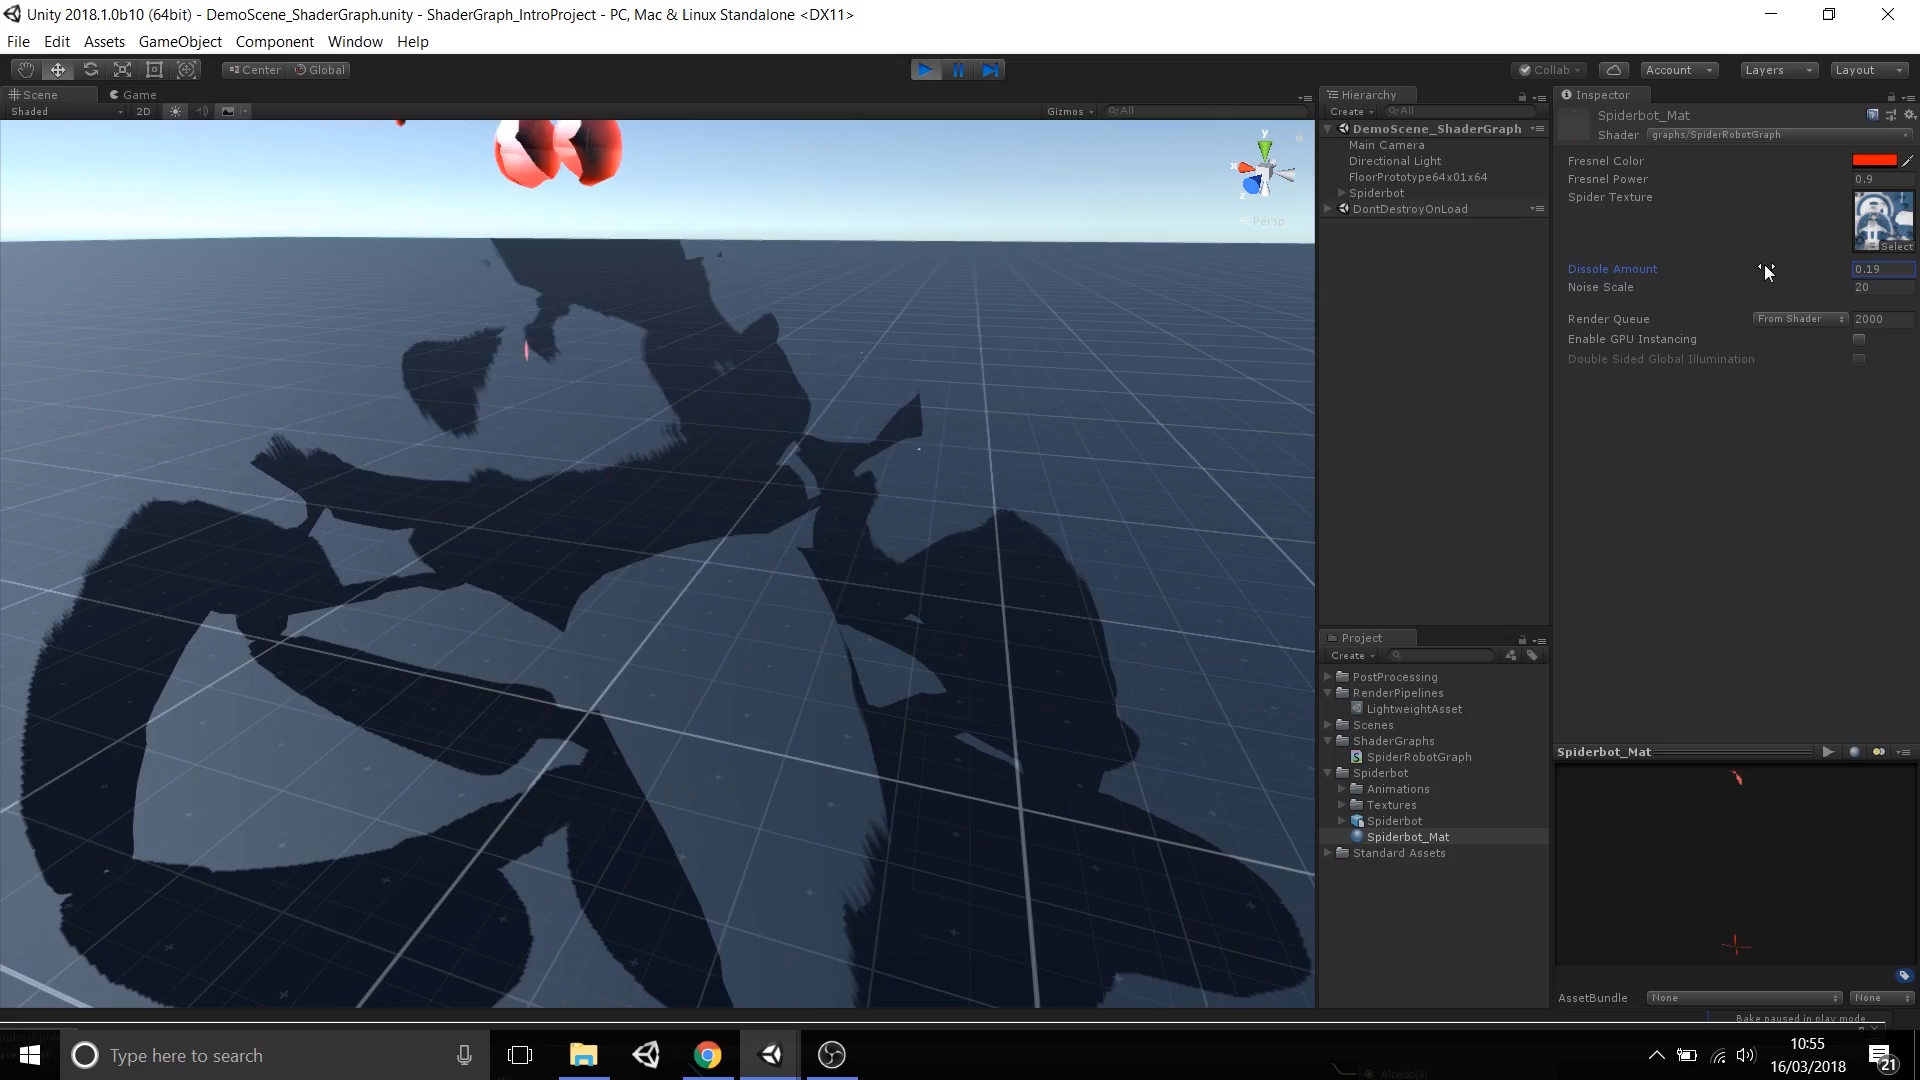 Unity 2018.1.0b10 (64bit) - DemoScene_ShaderGraph.unity - ShaderGraph_IntroProject - PC, Mac & Linux Standalone <DX11>
File Edit Assets GameObject Component Window Help
Center Global
Collab Account Layers Layout
Scene Game
Shaded 2D Gizmos All
y
x
z
Persp
Hierarchy
Create All
DemoScene_ShaderGraph
Main Camera
Directional Light
FloorPrototype64x01x64
Spiderbot
DontDestroyOnLoad
Project
Create
PostProcessing
RenderPipelines
LightweightAsset
Scenes
ShaderGraphs
SpiderRobotGraph
Spiderbot
Animations
Textures
Spiderbot
Spiderbot_Mat
Standard Assets
Inspector
Spiderbot_Mat
Shader graphs/SpiderRobotGraph
Fresnel Color
Fresnel Power 0.9
Spider Texture
Select
Dissole Amount 0.19
Noise Scale 20
Render Queue From Shader 2000
Enable GPU Instancing
Double Sided Global Illumination
Spiderbot_Mat
AssetBundle None None
Bake paused in play mode
Type here to search
10:55
16/03/2018
21